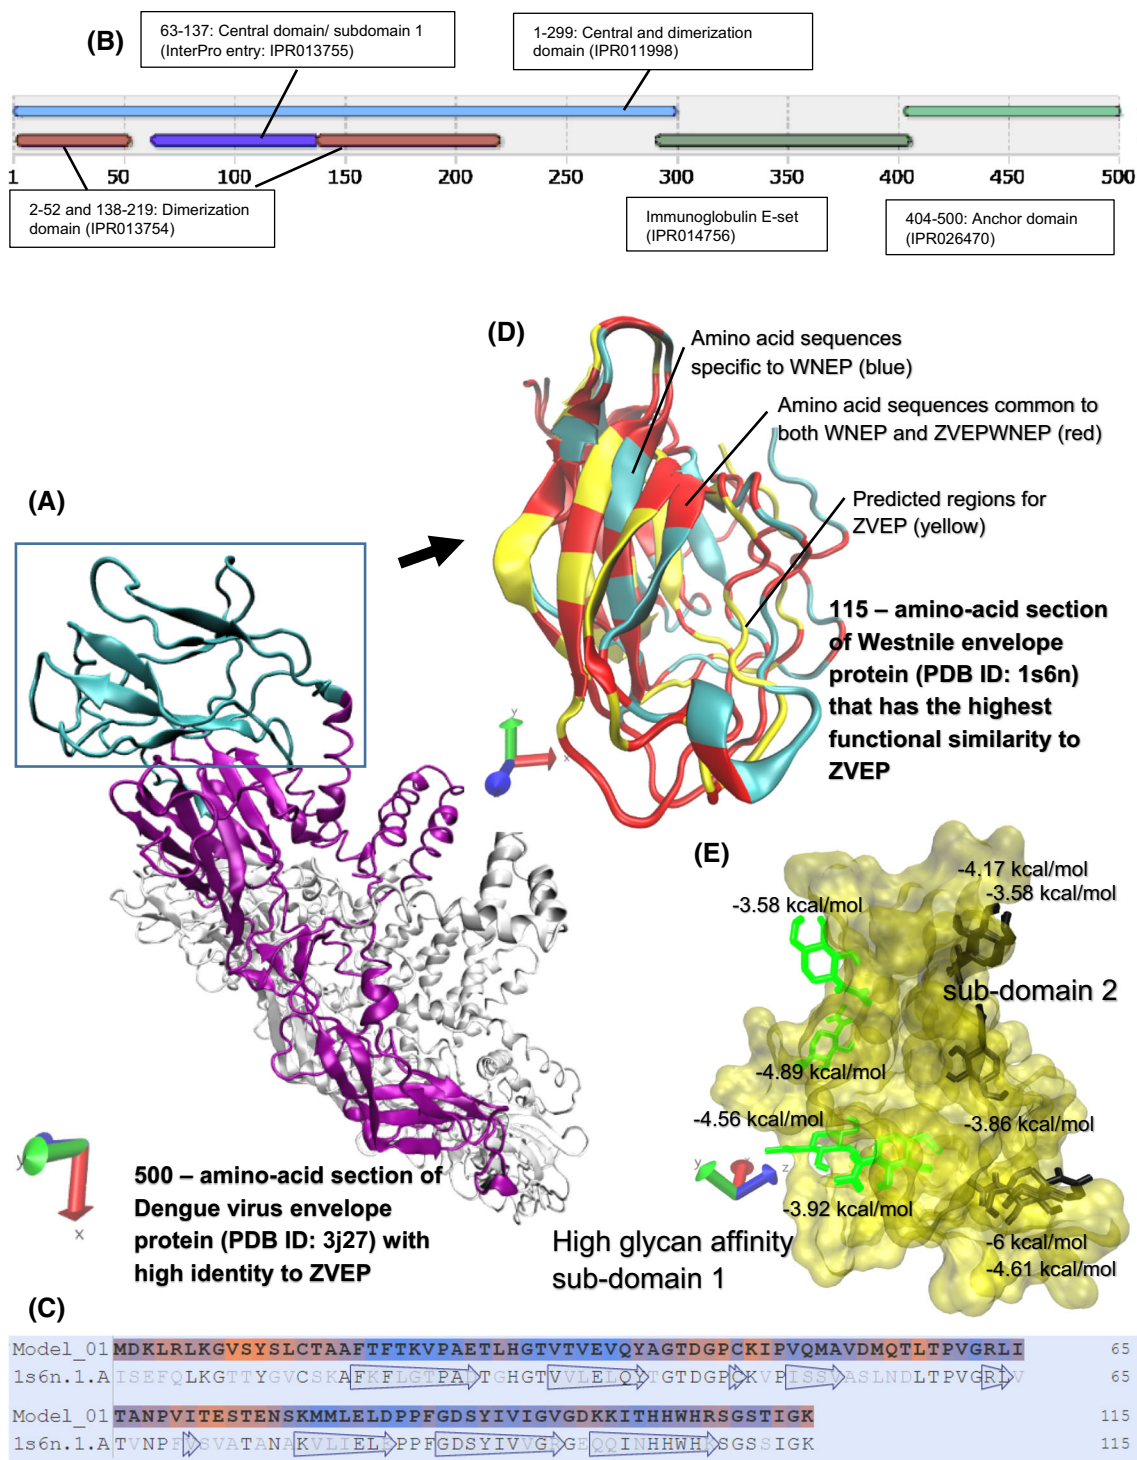 (B)
63-137: Central domain/ subdomain 1
(InterPro entry: IPR013755)
1-299: Central and dimerization
domain (IPR011998)
1 50 100 150 200 250 300 350 400 450 500
2-52 and 138-219: Dimerization
domain (IPR013754)
Immunoglobulin E-set
(IPR014756)
404-500: Anchor domain
(IPR026470)
(D)
Amino acid sequences
specific to WNEP (blue)
Amino acid sequences common to
both WNEP and ZVEPWNEP (red)
Predicted regions for
ZVEP (yellow)
115 – amino-acid section
of Westnile envelope
protein (PDB ID: 1s6n)
that has the highest
functional similarity to
ZVEP
y
x
(A)
y
x
500 – amino-acid section of
Dengue virus envelope
protein (PDB ID: 3j27) with
high identity to ZVEP
(E)
-4.17 kcal/mol
-3.58 kcal/mol
-3.58 kcal/mol
sub-domain 2
-4.89 kcal/mol
-4.56 kcal/mol
-3.86 kcal/mol
y x z
-3.92 kcal/mol
-6 kcal/mol
-4.61 kcal/mol
High glycan affinity
sub-domain 1
(C)
Model_01 MDKLRLKGVSYSLCTAAFTFTKVPAETLHGTVTVEVQYAGTDGPCKIPVQMAVDMQTLTPVGRLI 65
1s6n.1.A ISEFQLKGTTYGVCSKAFKFLGTPADTGHGTVVLELQYTGTDGPCKVPISSVASLNDLTPVGRLV 65
Model_01 TANPVITESTENSKMMLELDPPFGDSYIVIGVGDKKITHHWHRSGSTIGK 115
1s6n.1.A TVNPFVSVATANAKVLIELEPPFGDSYIVVGRGEQQINHHWHKSGSSIGK 115